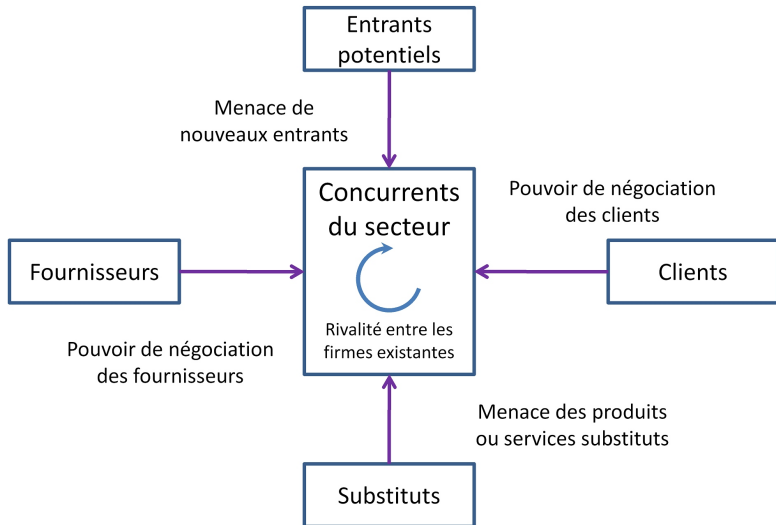 Entrants
potentiels
Menace de
nouveaux entrants
Concurrents
du secteur
Pouvoir de négociation
des clients
Fournisseurs
Clients
Rivalité entre les
firmes existantes
Pouvoir de négociation
des fournisseurs
Menace des produits
ou services substituts
Substituts